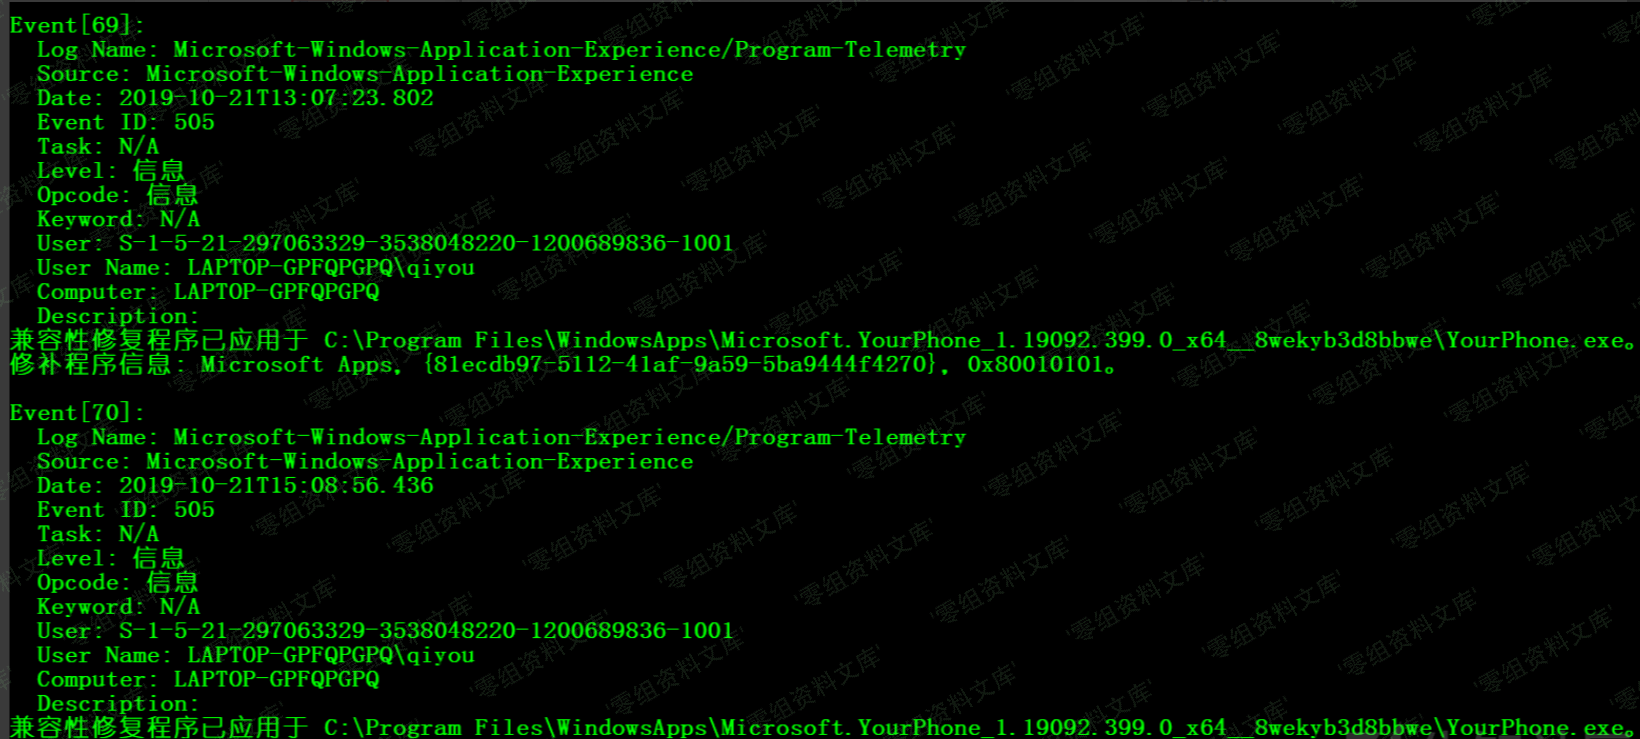 Event[69]:
Log Name: Microsoft-Windows-Application-Experience/Program-Telemetry
Source: Microsoft-Windows-Application-Experience
Date: 2019-10-21T13:07:23.802
Event ID: 505
Task: N/A
Level: 信息
Opcode: 信息
Keyword: N/A
User: S-1-5-21-297063329-3538048220-1200689836-1001
User Name: LAPTOP-GPFQPGPQ\qiyou
Computer: LAPTOP-GPFQPGPQ
Description:
兼容性修复程序已应用于 C:\Program Files\WindowsApps\Microsoft.YourPhone_1.19092.399.0_x64__8wekyb3d8bbwe\YourPhone.exe。
修补程序信息: Microsoft Apps, {81ecdb97-5112-41af-9a59-5ba9444f4270}, 0x80010101。
Event[70]:
Log Name: Microsoft-Windows-Application-Experience/Program-Telemetry
Source: Microsoft-Windows-Application-Experience
Date: 2019-10-21T15:08:56.436
Event ID: 505
Task: N/A
Level: 信息
Opcode: 信息
Keyword: N/A
User: S-1-5-21-297063329-3538048220-1200689836-1001
User Name: LAPTOP-GPFQPGPQ\qiyou
Computer: LAPTOP-GPFQPGPQ
Description:
兼容性修复程序已应用于 C:\Program Files\WindowsApps\Microsoft.YourPhone_1.19092.399.0_x64__8wekyb3d8bbwe\YourPhone.exe。
'零组资料文库'